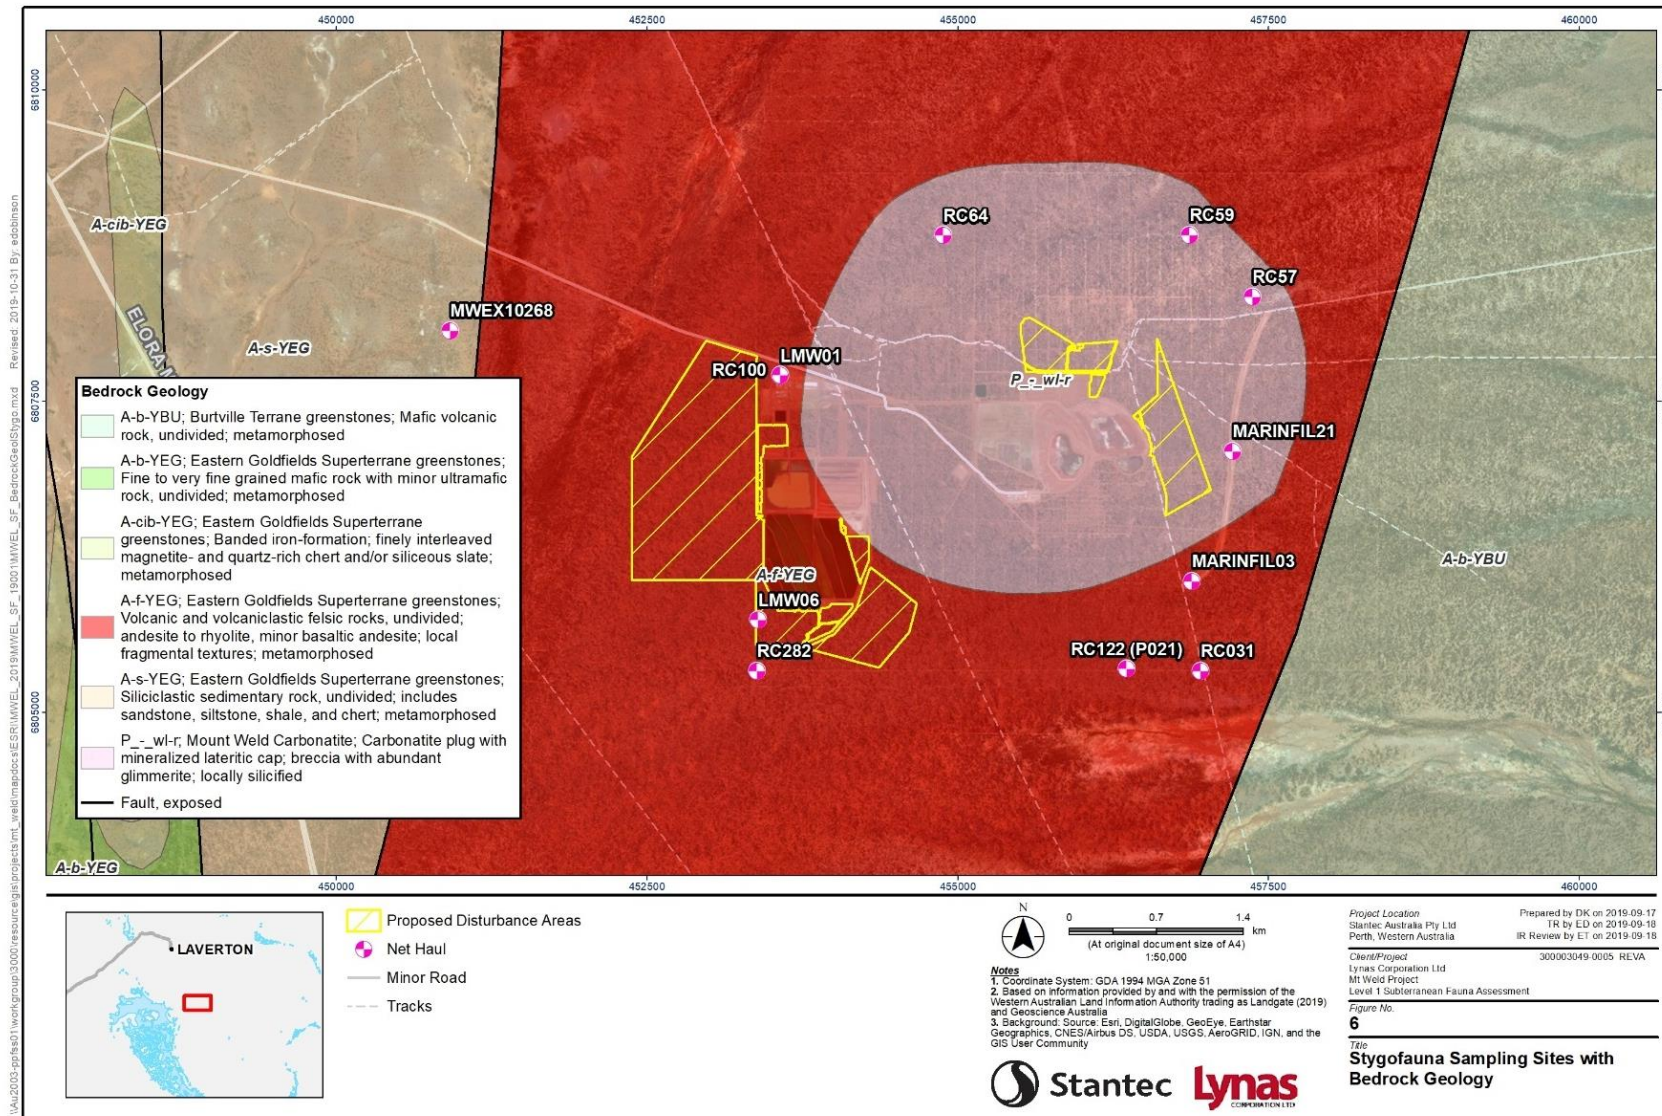 450000
452500
455000
457500
460000
6810000
6807500
6805000
A-cib-YEG
ELORA
A-s-YEG
MWEX10268
RC64
RC59
RC57
LMW01
RC100
P_-_wl-r
MARINFIL21
MARINFIL03
A-b-YBU
A-f-YEG
LMW06
RC282
RC122 (P021)
RC031
A-b-YEG
Bedrock Geology
A-b-YBU; Burtville Terrane greenstones; Mafic volcanic
rock, undivided; metamorphosed
A-b-YEG; Eastern Goldfields Superterrane greenstones;
Fine to very fine grained mafic rock with minor ultramafic
rock, undivided; metamorphosed
A-cib-YEG; Eastern Goldfields Superterrane
greenstones; Banded iron-formation; finely interleaved
magnetite- and quartz-rich chert and/or siliceous slate;
metamorphosed
A-f-YEG; Eastern Goldfields Superterrane greenstones;
Volcanic and volcaniclastic felsic rocks, undivided;
andesite to rhyolite, minor basaltic andesite; local
fragmental textures; metamorphosed
A-s-YEG; Eastern Goldfields Superterrane greenstones;
Siliciclastic sedimentary rock, undivided; includes
sandstone, siltstone, shale, and chert; metamorphosed
P_-_wl-r; Mount Weld Carbonatite; Carbonatite plug with
mineralized lateritic cap; breccia with abundant
glimmerite; locally silicified
Fault, exposed
450000
452500
455000
457500
460000
LAVERTON
Proposed Disturbance Areas
Net Haul
Minor Road
Tracks
N
0 0.7 1.4
km
(At original document size of A4)
1:50,000
Notes
1. Coordinate System: GDA 1994 MGA Zone 51
2. Based on information provided by and with the permission of the
Western Australian Land Information Authority trading as Landgate (2019)
and Geoscience Australia
3. Background: Source: Esri, DigitalGlobe, GeoEye, Earthstar
Geographics, CNES/Airbus DS, USDA, USGS, AeroGRID, IGN, and the
GIS User Community
Stantec
Lynas
CORPORATION LTD
Project Location
Stantec Australia Pty Ltd
Perth, Western Australia
Prepared by DK on 2019-09-17
TR by ED on 2019-09-18
IR Review by ET on 2019-09-18
Client/Project
300003049-0005 REVA
Lynas Corporation Ltd
Mt Weld Project
Level 1 Subterranean Fauna Assessment
Figure No.
6
Title
Stygofauna Sampling Sites with
Bedrock Geology
Revised: 2019-10-31 By: edobinson